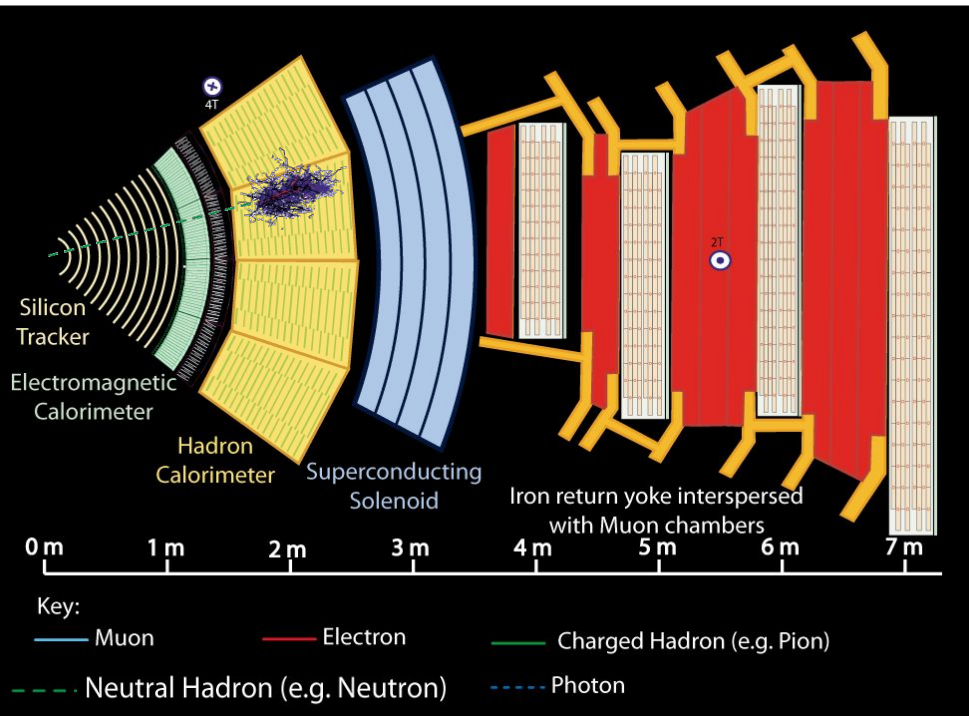 4T
2T
Silicon
Tracker
Electromagnetic
Calorimeter
Hadron
Calorimeter
Superconducting
Solenoid
Iron return yoke interspersed
with Muon chambers
0 m 1 m 2 m 3 m 4 m 5 m 6 m 7 m
Key:
Muon Electron Charged Hadron (e.g. Pion)
Neutral Hadron (e.g. Neutron) Photon